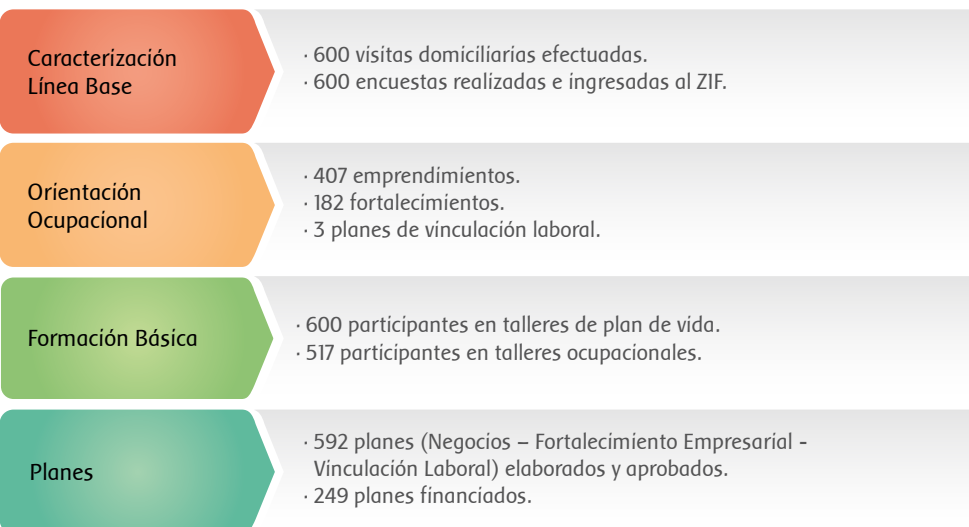 Caracterización
Línea Base
· 600 visitas domiciliarias efectuadas.
· 600 encuestas realizadas e ingresadas al ZIF.
Orientación
Ocupacional
· 407 emprendimientos.
· 182 fortalecimientos.
· 3 planes de vinculación laboral.
Formación Básica
· 600 participantes en talleres de plan de vida.
· 517 participantes en talleres ocupacionales.
Planes
· 592 planes (Negocios – Fortalecimiento Empresarial -
Vinculación Laboral) elaborados y aprobados.
· 249 planes financiados.